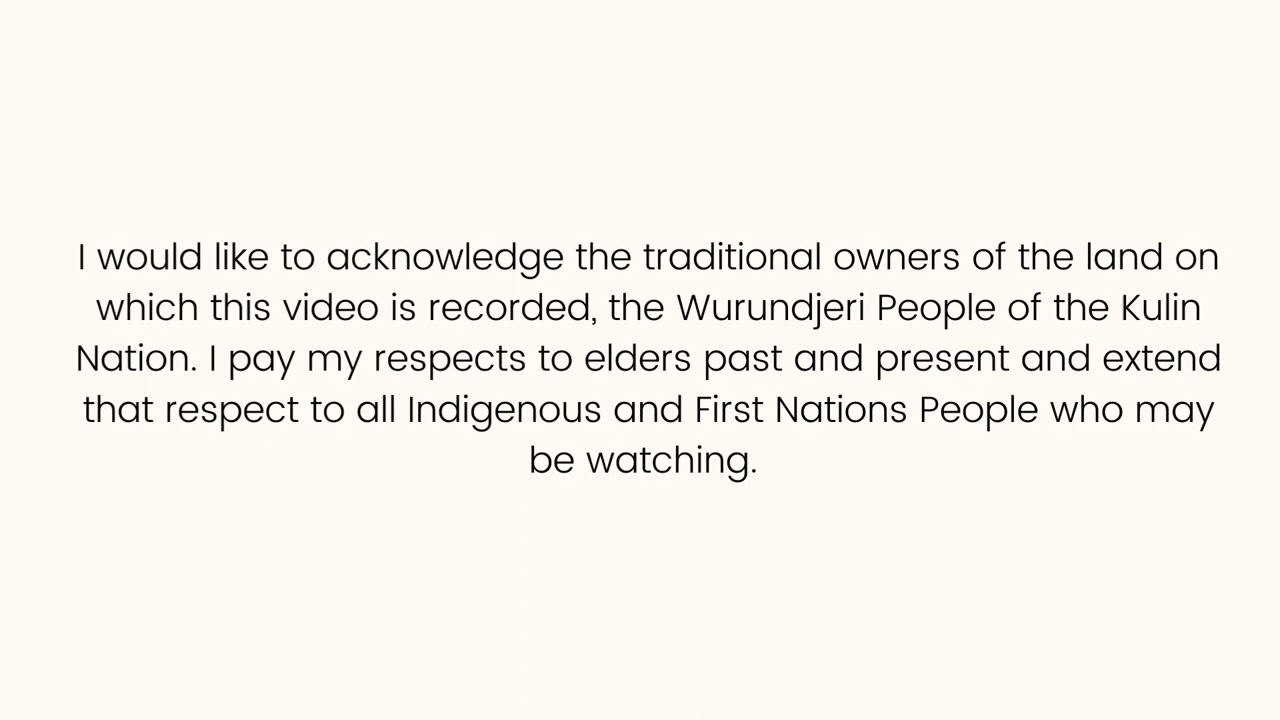 I would like to acknowledge the traditional owners of the land on
which this video is recorded, the Wurundjeri People of the Kulin
Nation. I pay my respects to elders past and present and extend
that respect to all Indigenous and First Nations People who may
be watching.